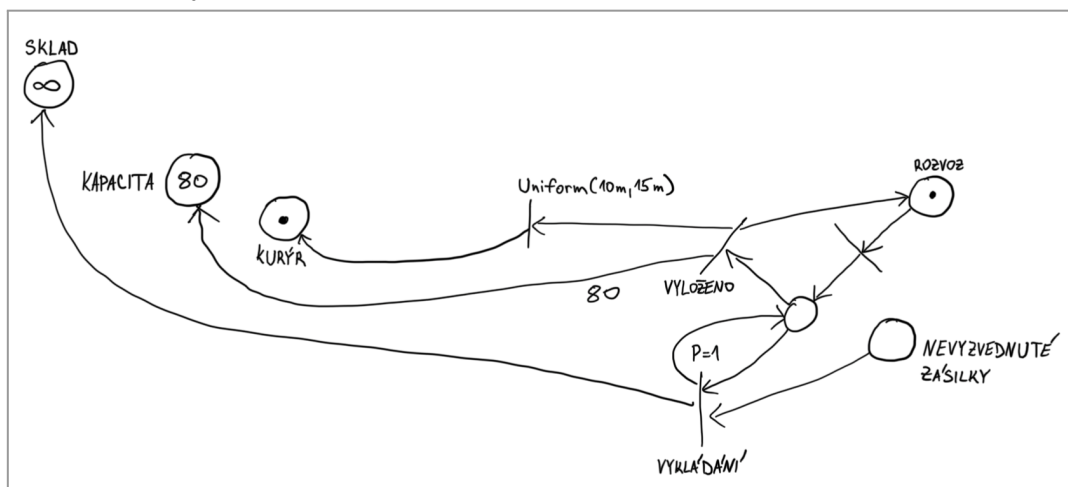 SKLAD
∞
KAPACITA 80
KURÝR
Uniform(10m,15m)
ROZVOZ
80
VYLOŽENO
P=1
NEVYZVEDNUTÉ
ZÁSILKY
VYKLÁDÁNÍ